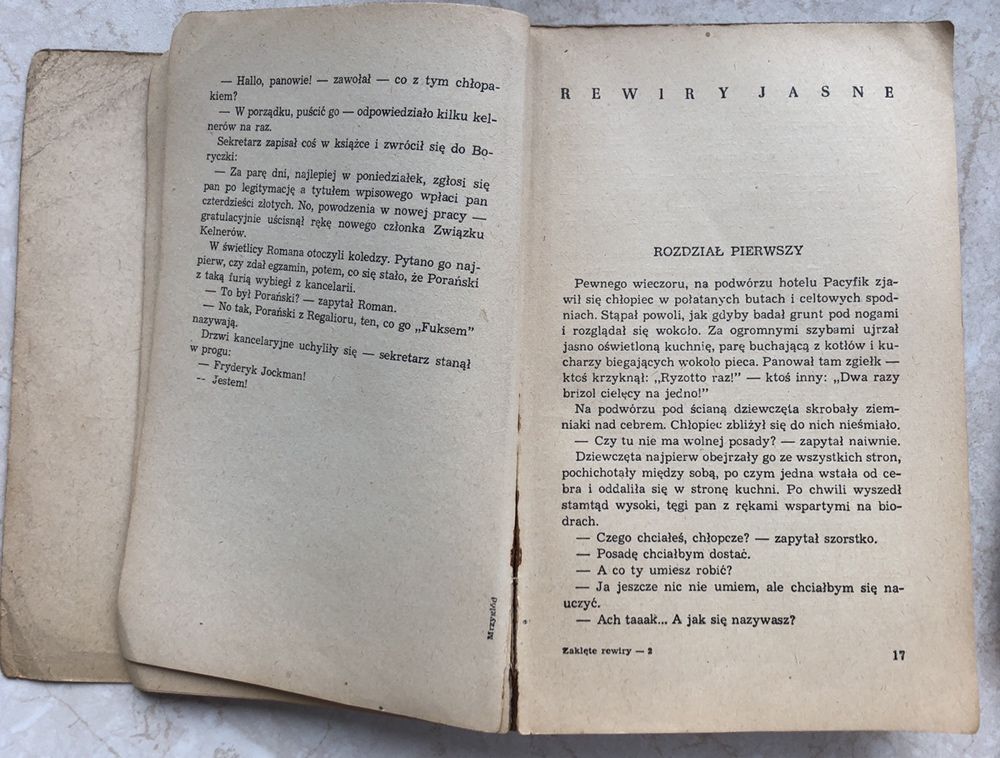 — Hallo, panowie! — zawołał — co z tym chłopa-
kiem?
— W porządku, puścić go — odpowiedziało kilku kel-
nerów na raz.
Sekretarz zapisał coś w książce i zwrócił się do Bo-
ryczki:
— Za parę dni, najlepiej w poniedziałek, zgłosi się
pan po legitymację a tytułem wpisowego wpłaci pan
czterdzieści złotych. No, powodzenia w nowej pracy —
gratulacyjnie uścisnął rękę nowego członka Związku
Kelnerów.
W świetlicy Romana otoczyli koledzy. Pytano go naj-
pierw, czy zdał egzamin, potem, co się stało, że Porański
z taką furią wybiegł z kancelarii.
— To był Porański? — zapytał Roman.
— No tak, Porański z Regalioru, ten, co go „Fuksem”
nazywają.
Drzwi kancelaryjne uchyliły się — sekretarz stanął
w progu:
— Fryderyk Jockman!
— Jestem!
Mrzygłód
REWIRY JASNE
ROZDZIAŁ PIERWSZY
Pewnego wieczoru, na podwórzu hotelu Pacyfik zja-
wił się chłopiec w połatanych butach i celtowych spod-
niach. Stąpał powoli, jak gdyby badał grunt pod nogami
i rozglądał się wokoło. Za ogromnymi szybami ujrzał
jasno oświetloną kuchnię, parę buchającą z kotłów i ku-
charzy biegających wokoło pieca. Panował tam zgiełk —
ktoś krzyknął: „Ryzotto raz!” — ktoś inny: „Dwa razy
brizol cielęcy na jedno!”
Na podwórzu pod ścianą dziewczęta skrobały ziem-
niaki nad cebrem. Chłopiec zbliżył się do nich nieśmiało.
— Czy tu nie ma wolnej posady? — zapytał naiwnie.
Dziewczęta najpierw obejrzały go ze wszystkich stron,
pochichotały między sobą, po czym jedna wstała od ce-
bra i oddaliła się w stronę kuchni. Po chwili wyszedł
stamtąd wysoki, tęgi pan z rękami wspartymi na bio-
drach.
— Czego chciałeś, chłopcze? — zapytał szorstko.
— Posadę chciałbym dostać.
— A co ty umiesz robić?
— Ja jeszcze nic nie umiem, ale chciałbym się na-
uczyć.
— Ach taaak... A jak się nazywasz?
Zaklęte rewiry — 2
17